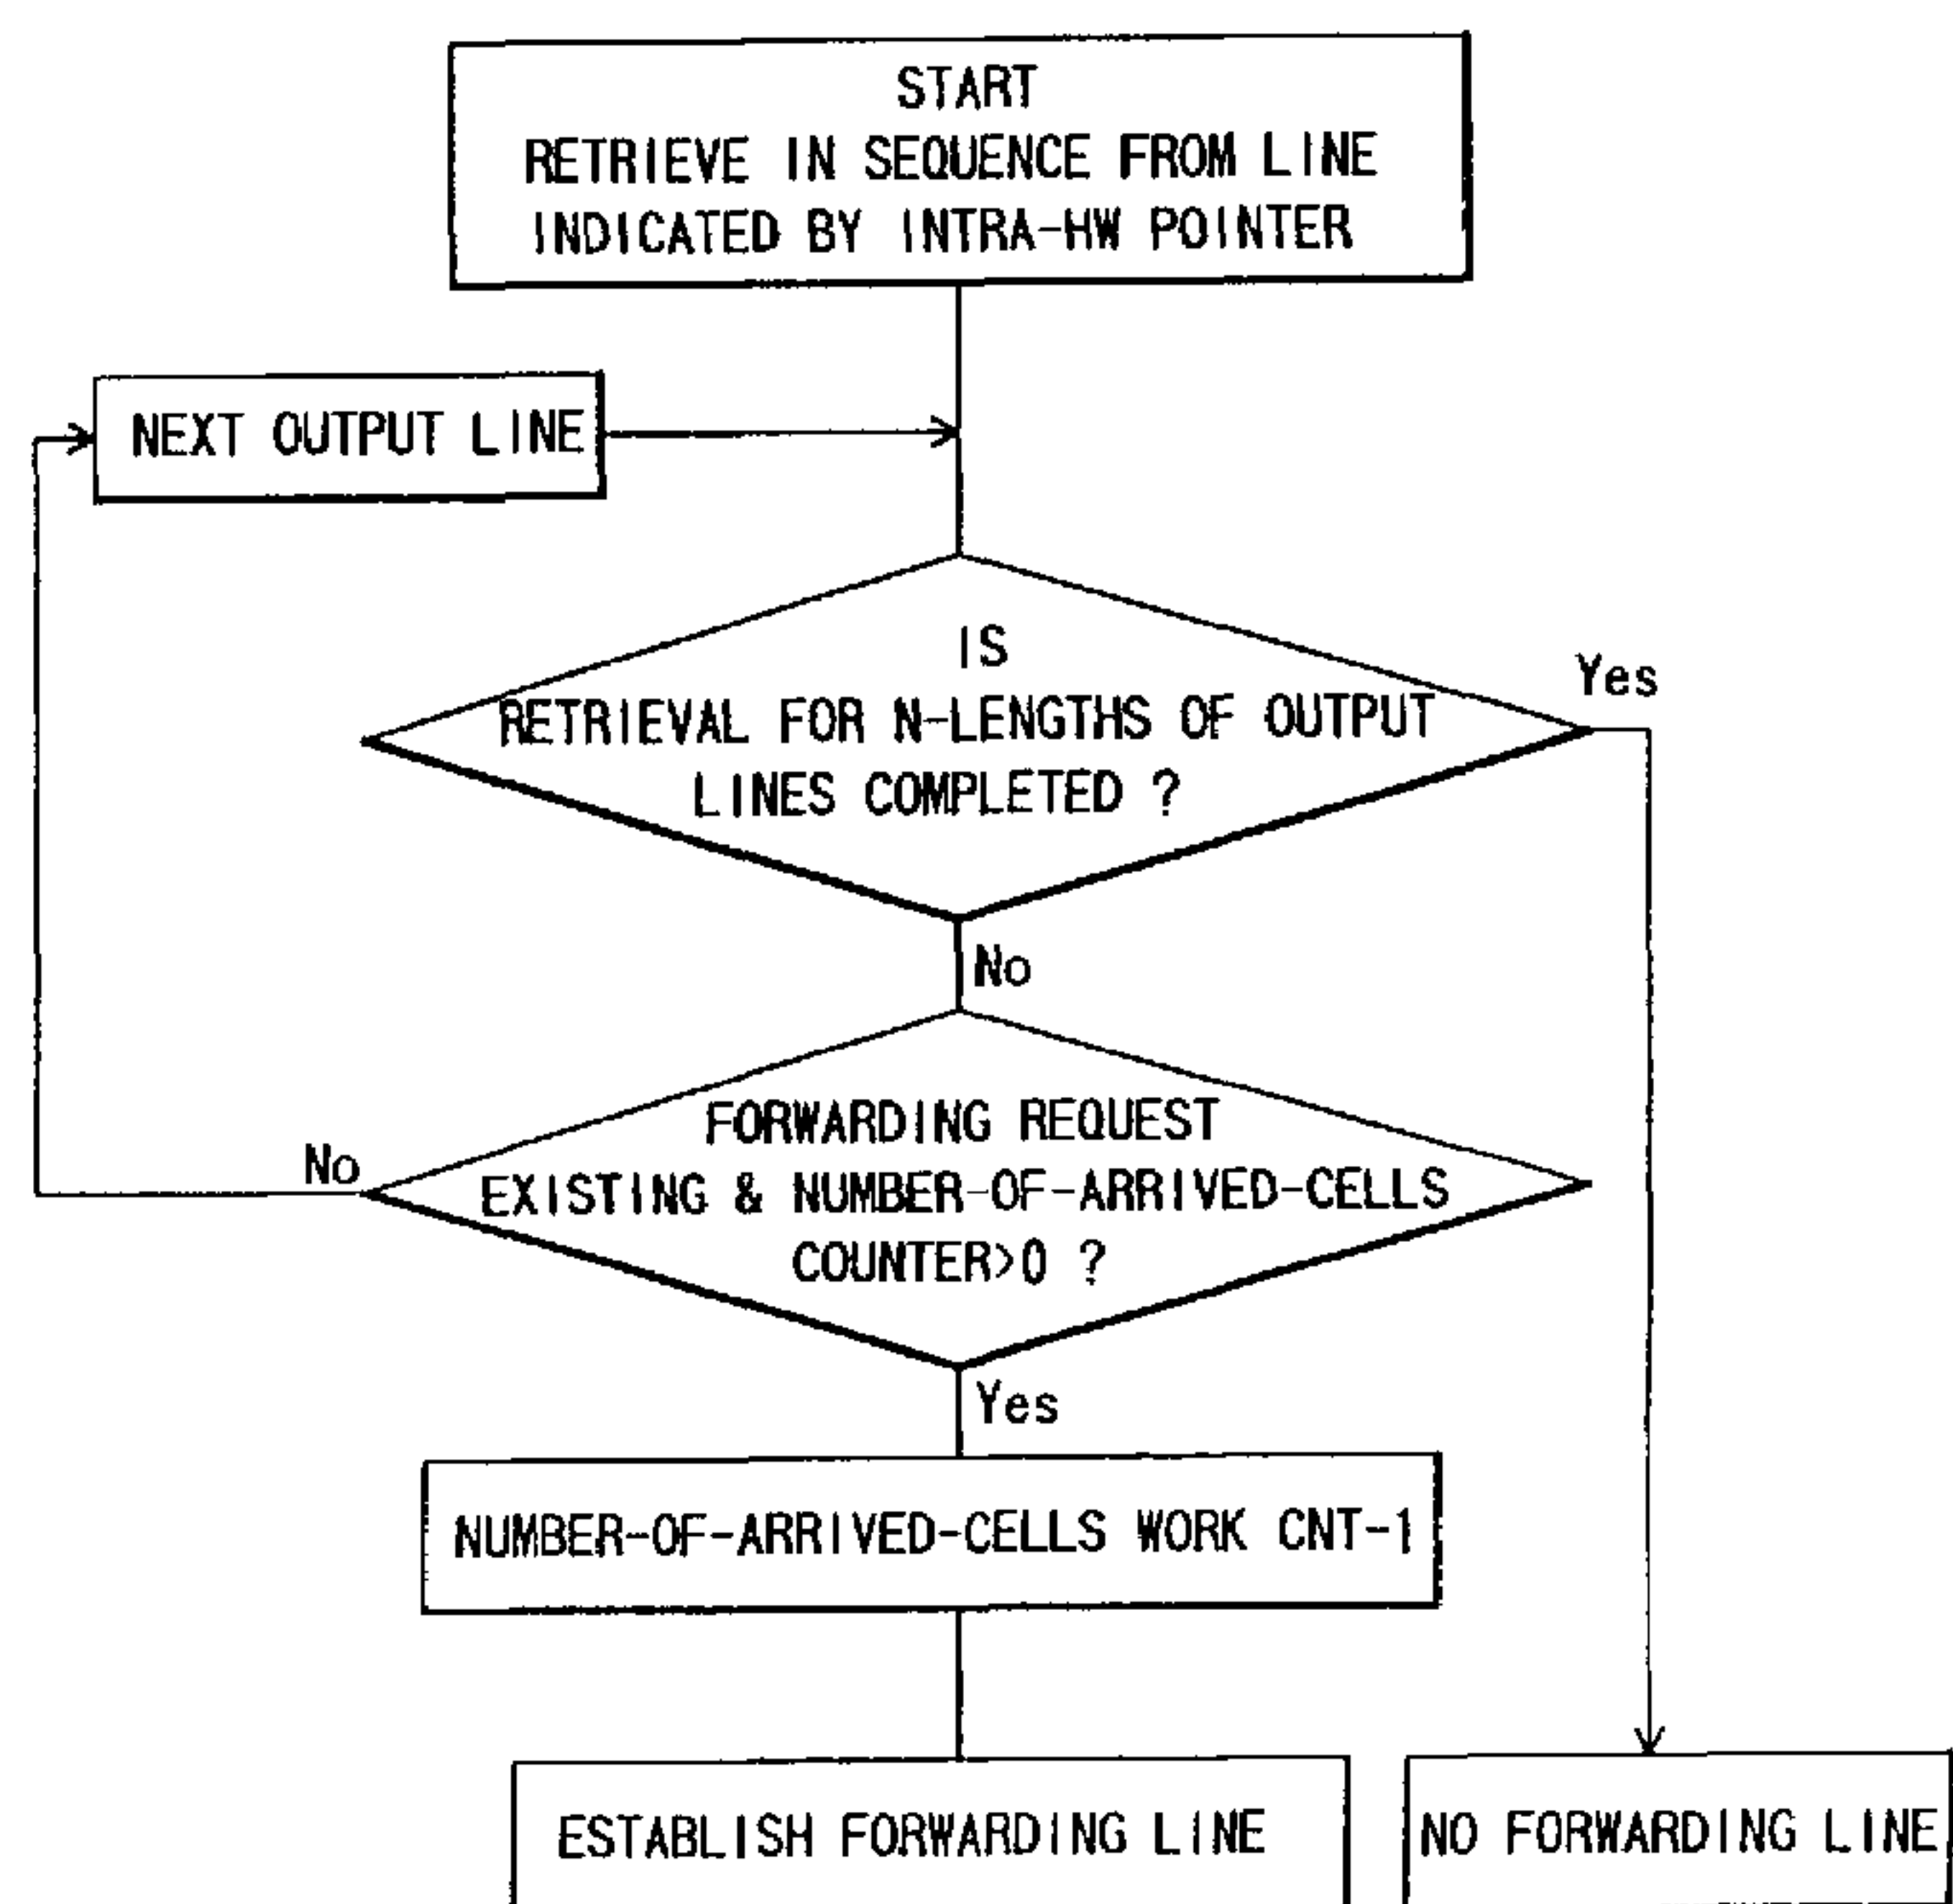 START
RETRIEVE IN SEQUENCE FROM LINE
INDICATED BY INTRA-HW POINTER
NEXT OUTPUT LINE
IS
RETRIEVAL FOR N-LENGTHS OF OUTPUT
LINES COMPLETED ?
Yes
No
FORWARDING REQUEST
EXISTING & NUMBER-OF-ARRIVED-CELLS
COUNTER>0 ?
No
Yes
NUMBER-OF-ARRIVED-CELLS WORK CNT-1
ESTABLISH FORWARDING LINE
NO FORWARDING LINE